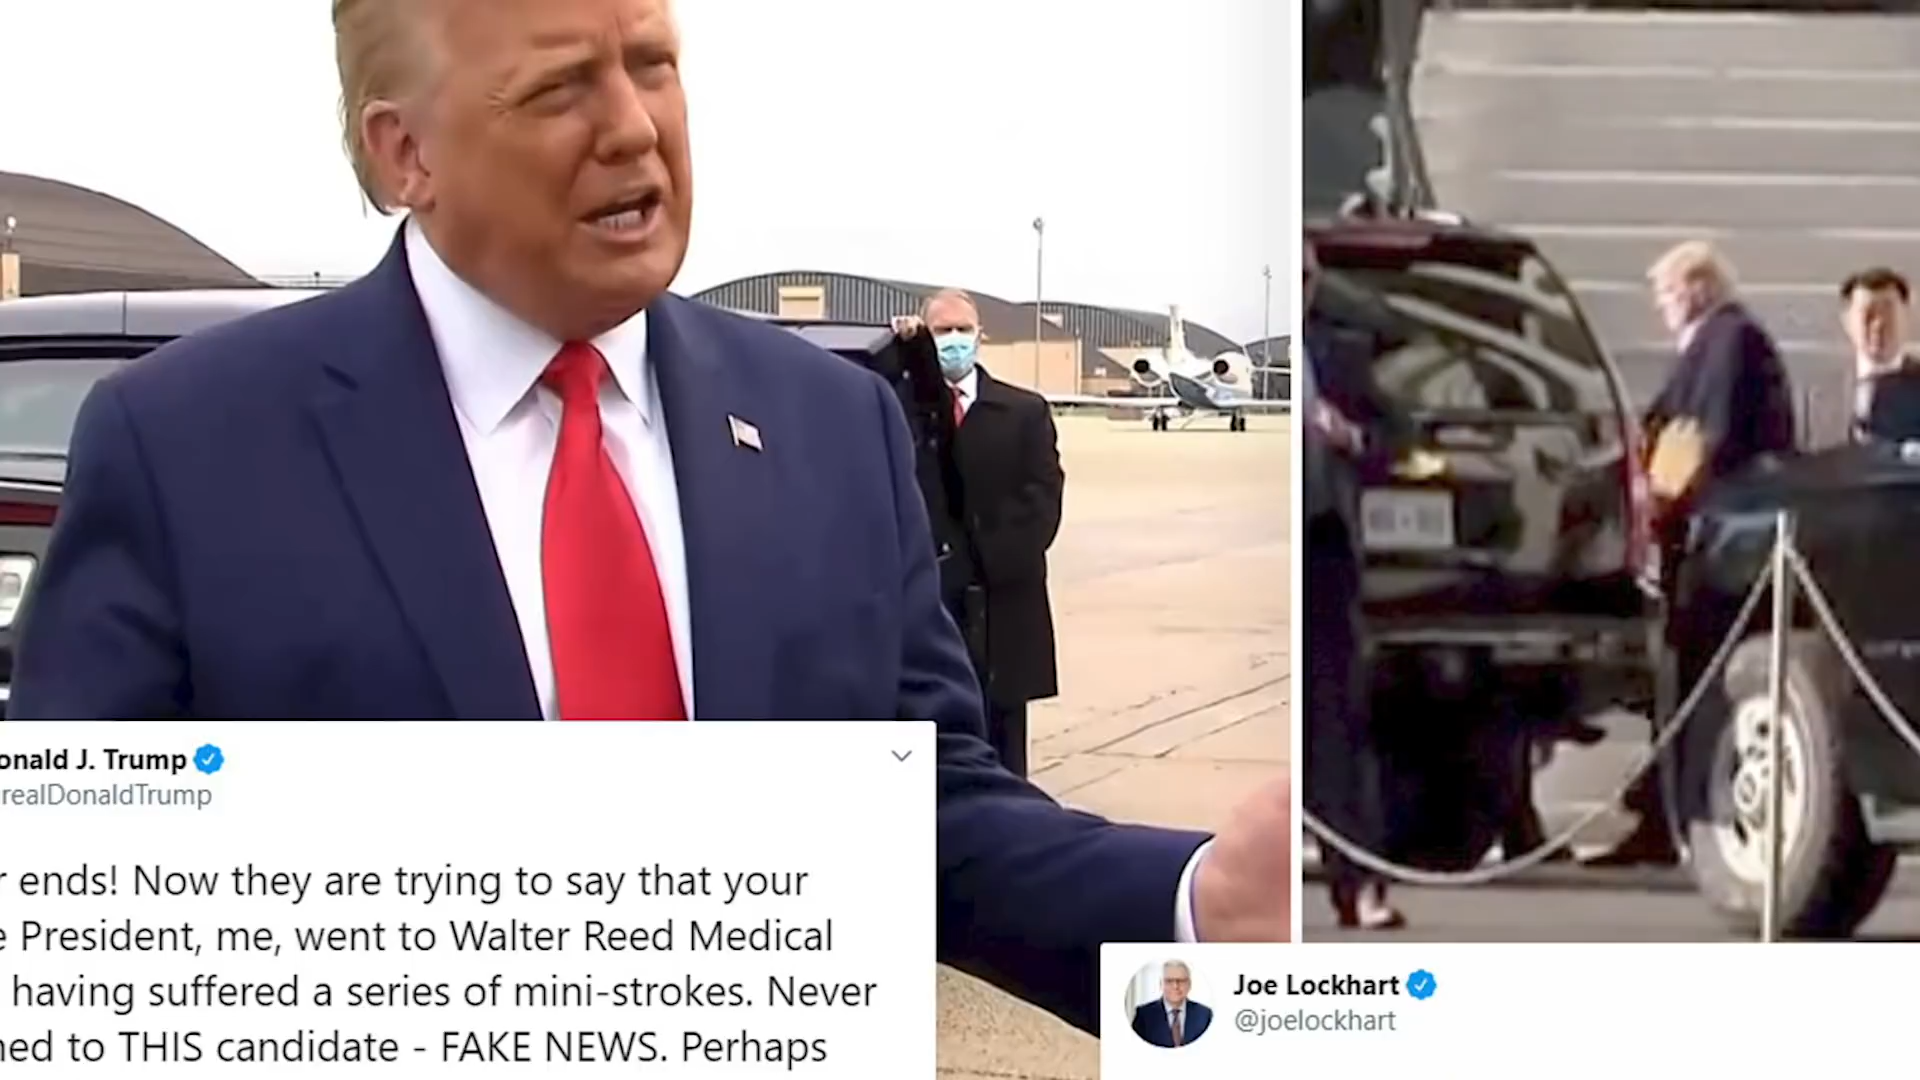 onald J. Trump
realDonaldTrump
r ends! Now they are trying to say that your
e President, me, went to Walter Reed Medical
having suffered a series of mini-strokes. Never
ned to THIS candidate - FAKE NEWS. Perhaps
Joe Lockhart
@joelockhart